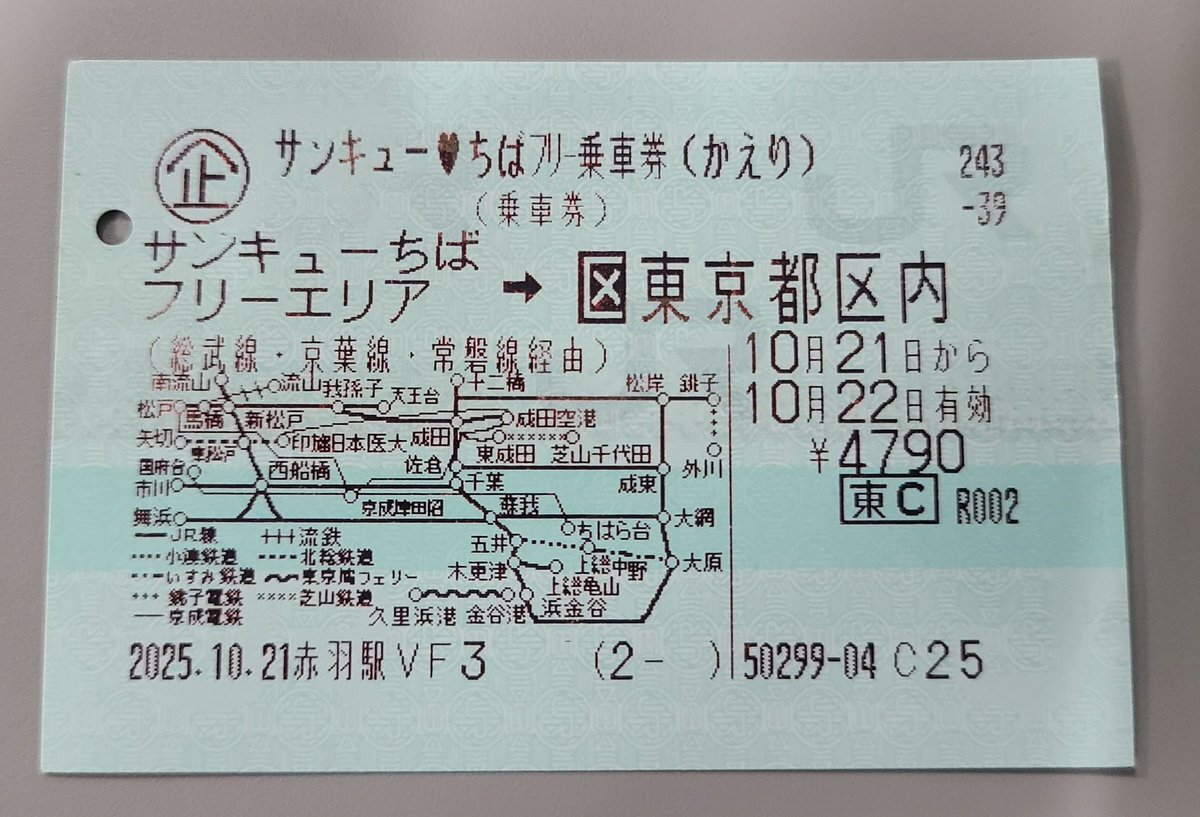 企 サンキュー♥ちばフリー乗車券(かえり) 243
(乗車券) -39
サンキューちば
フリーエリア → 区 東京都区内
(総武線・京葉線・常磐線経由)
10月21日から
10月22日有効
¥4790
東C R002
南流山 流山 我孫子 天王台 十二橋 松岸 銚子
松戸 馬橋 新松戸 成田空港
矢切 東松戸 印旛日本医大 成田 東成田 芝山千代田 外川
国府台 西船橋 佐倉
市川 京成津田沼 千葉 成東
舞浜 蘇我 ちはら台 大網
JR線 流鉄 五井
小湊鉄道 北総鉄道 木更津 上総中野 大原
いすみ鉄道 東京湾フェリー 上総亀山
銚子電鉄 芝山鉄道
京成電鉄 久里浜港 金谷港 浜金谷
2025.10.21赤羽駅VF3 (2- ) 50299-04 C25